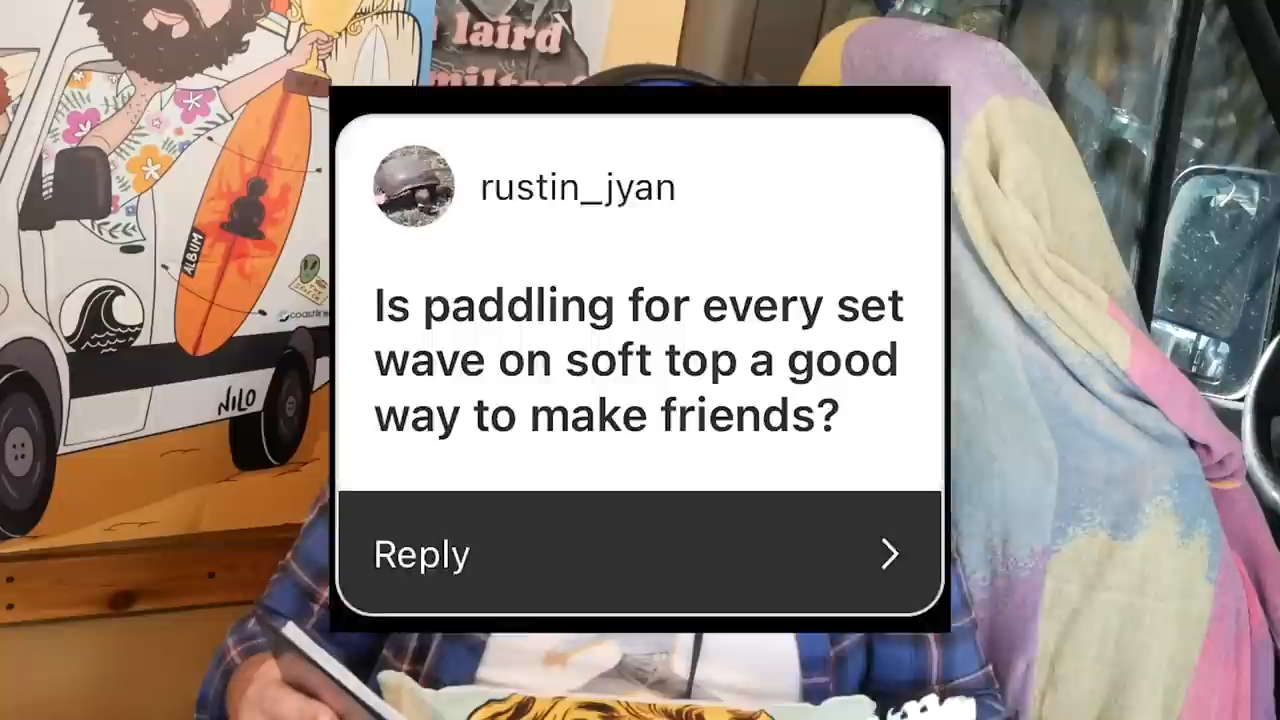 laird
rustin_jyan
Is paddling for every set
wave on soft top a good
way to make friends?
Reply
ALBUM
coastline
NILO